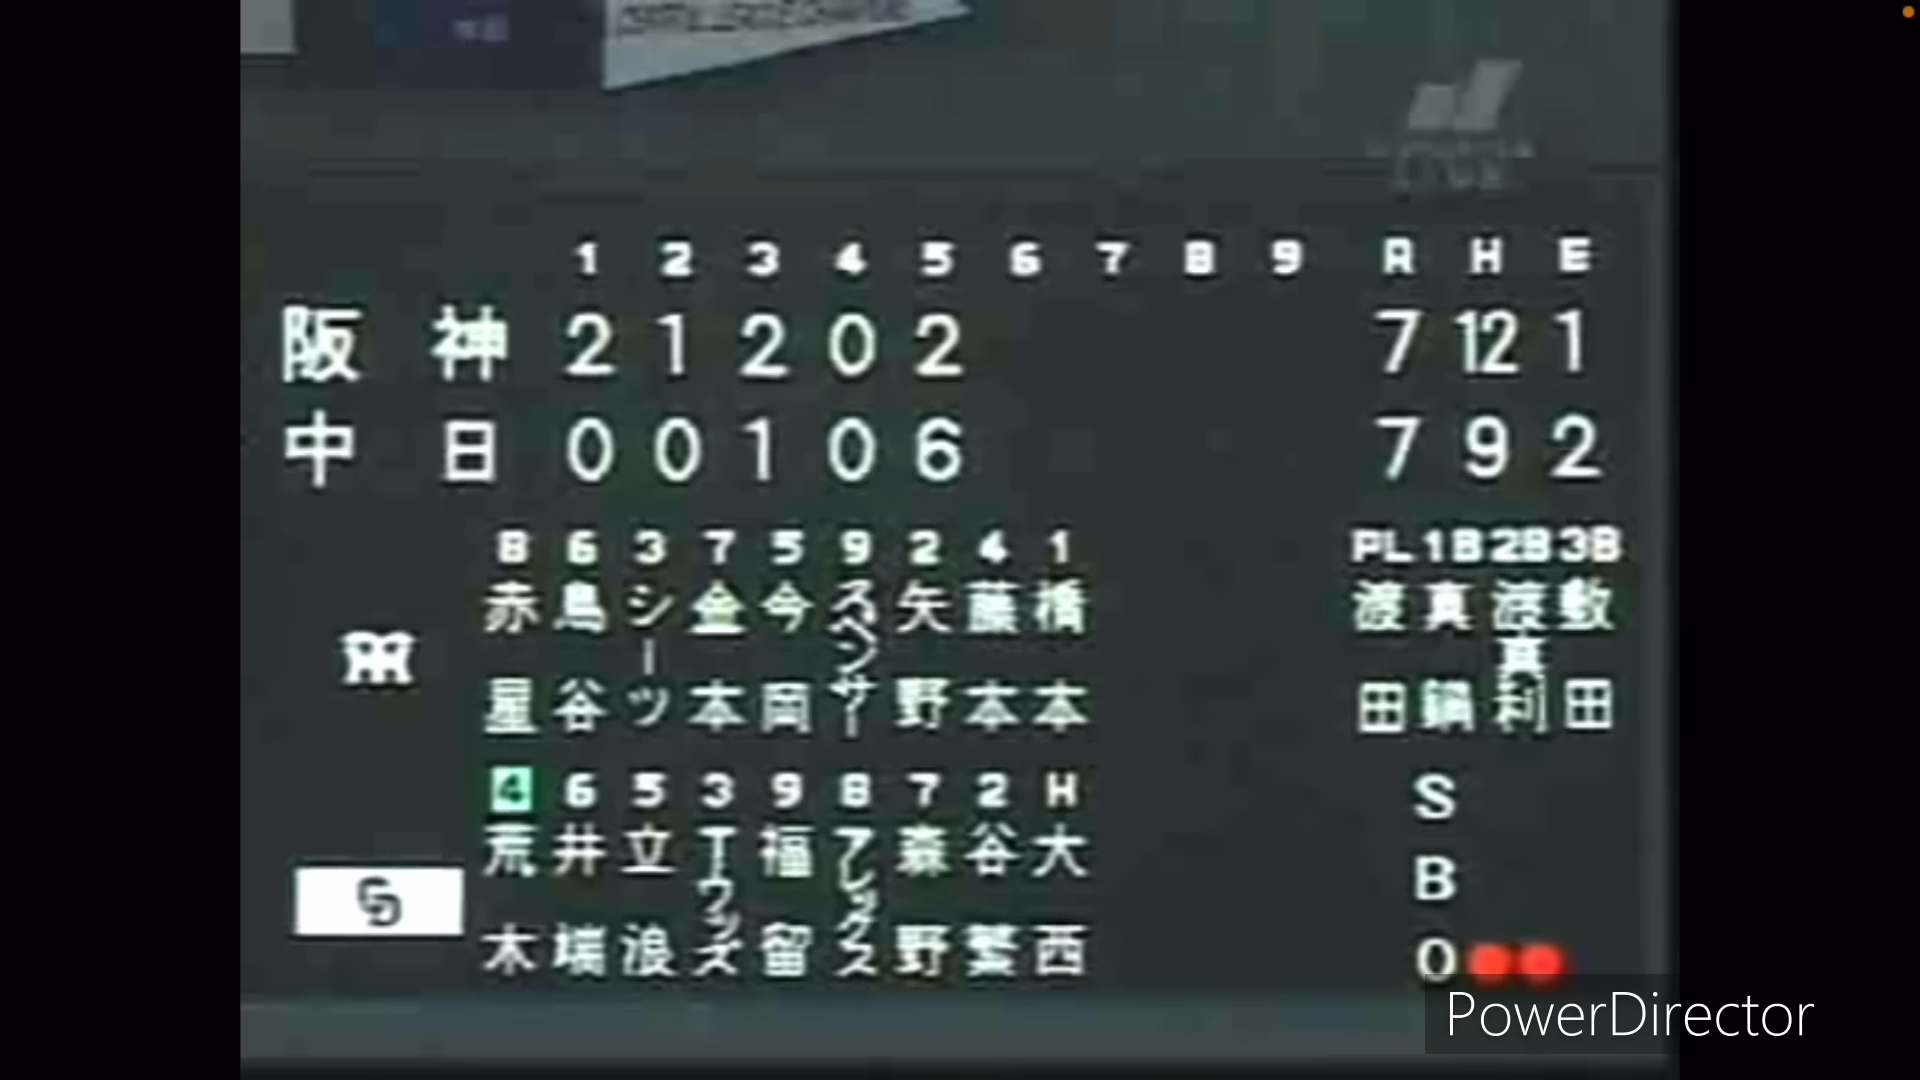 1 2 3 4 5 6 7 8 9 R H E
阪神 2 1 2 0 2 7 12 1
中日 0 0 1 0 6 7 9 2
8 6 3 7 5 9 2 4 1
赤星 鳥谷 シーツ 金本 今岡 スペンサー 矢野 藤本 橋本
4 6 5 3 9 8 7 2 H
荒木 井端 立浪 T.ウッズ 福留 アレックス 森野 谷繁 大西
PL 1B 2B 3B
渡田 真鍋 渡真利 敷田
S
B
O
PowerDirector